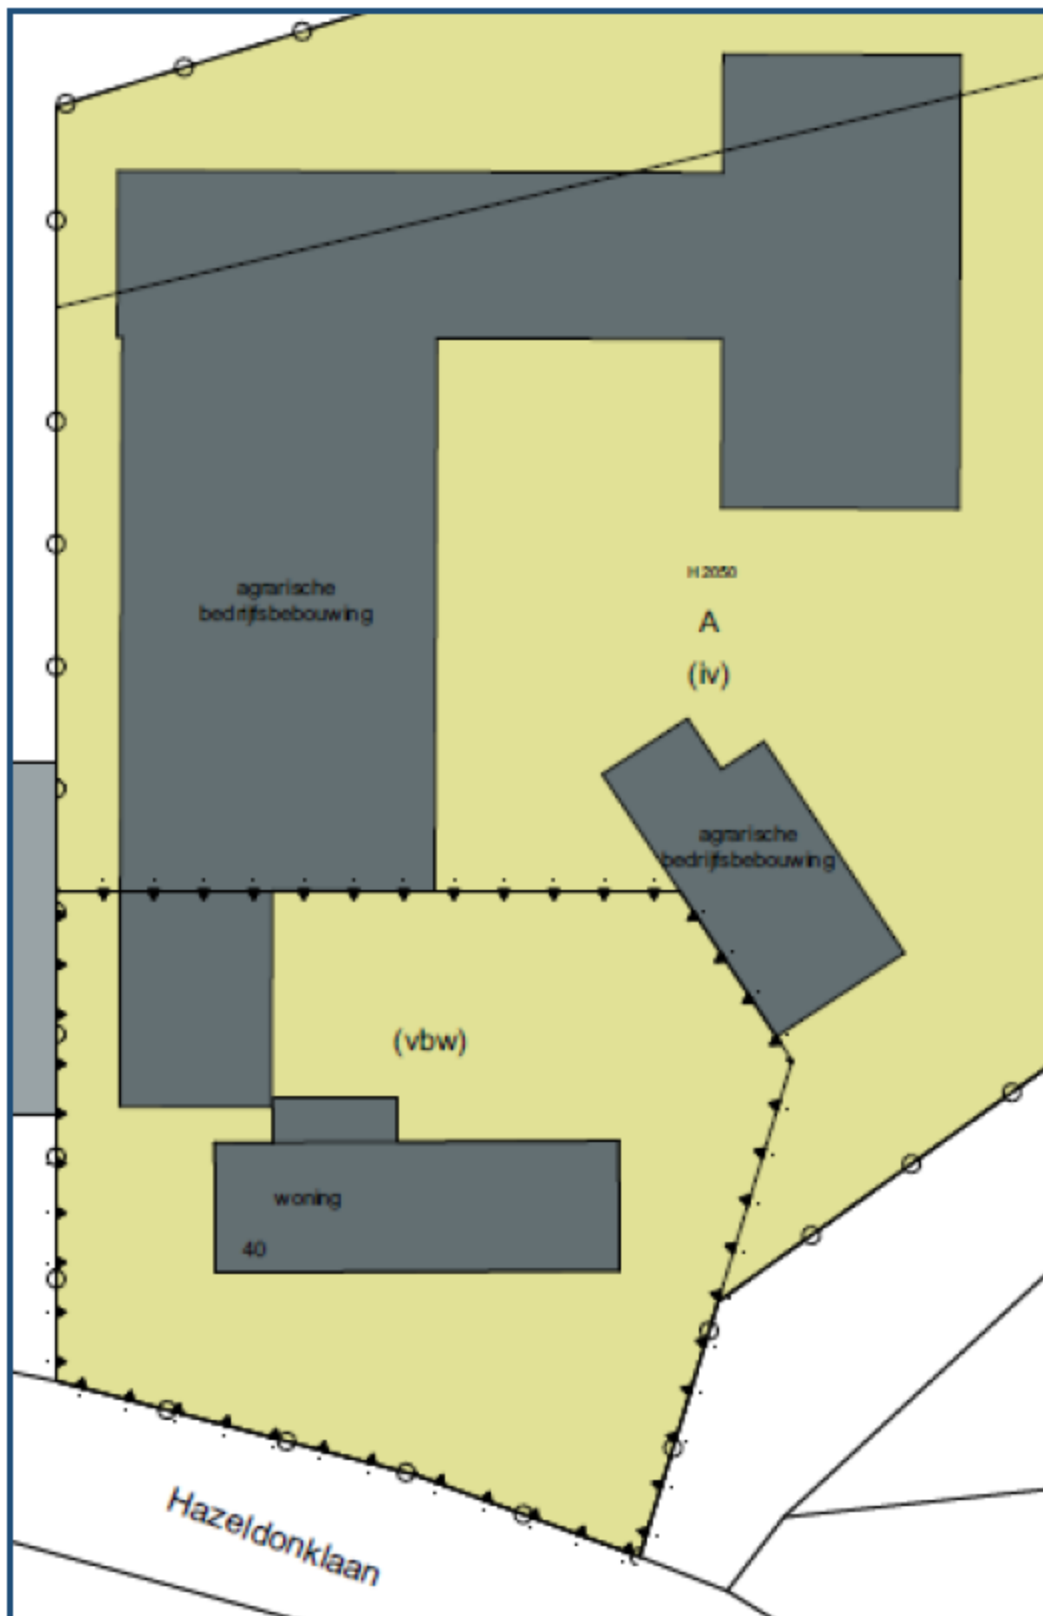 agrarische
bedrijfsbebouwing
H 2050
A
(iv)
agrarische
bedrijfsbebouwing
(vbw)
woning
40
Hazeldonklaan